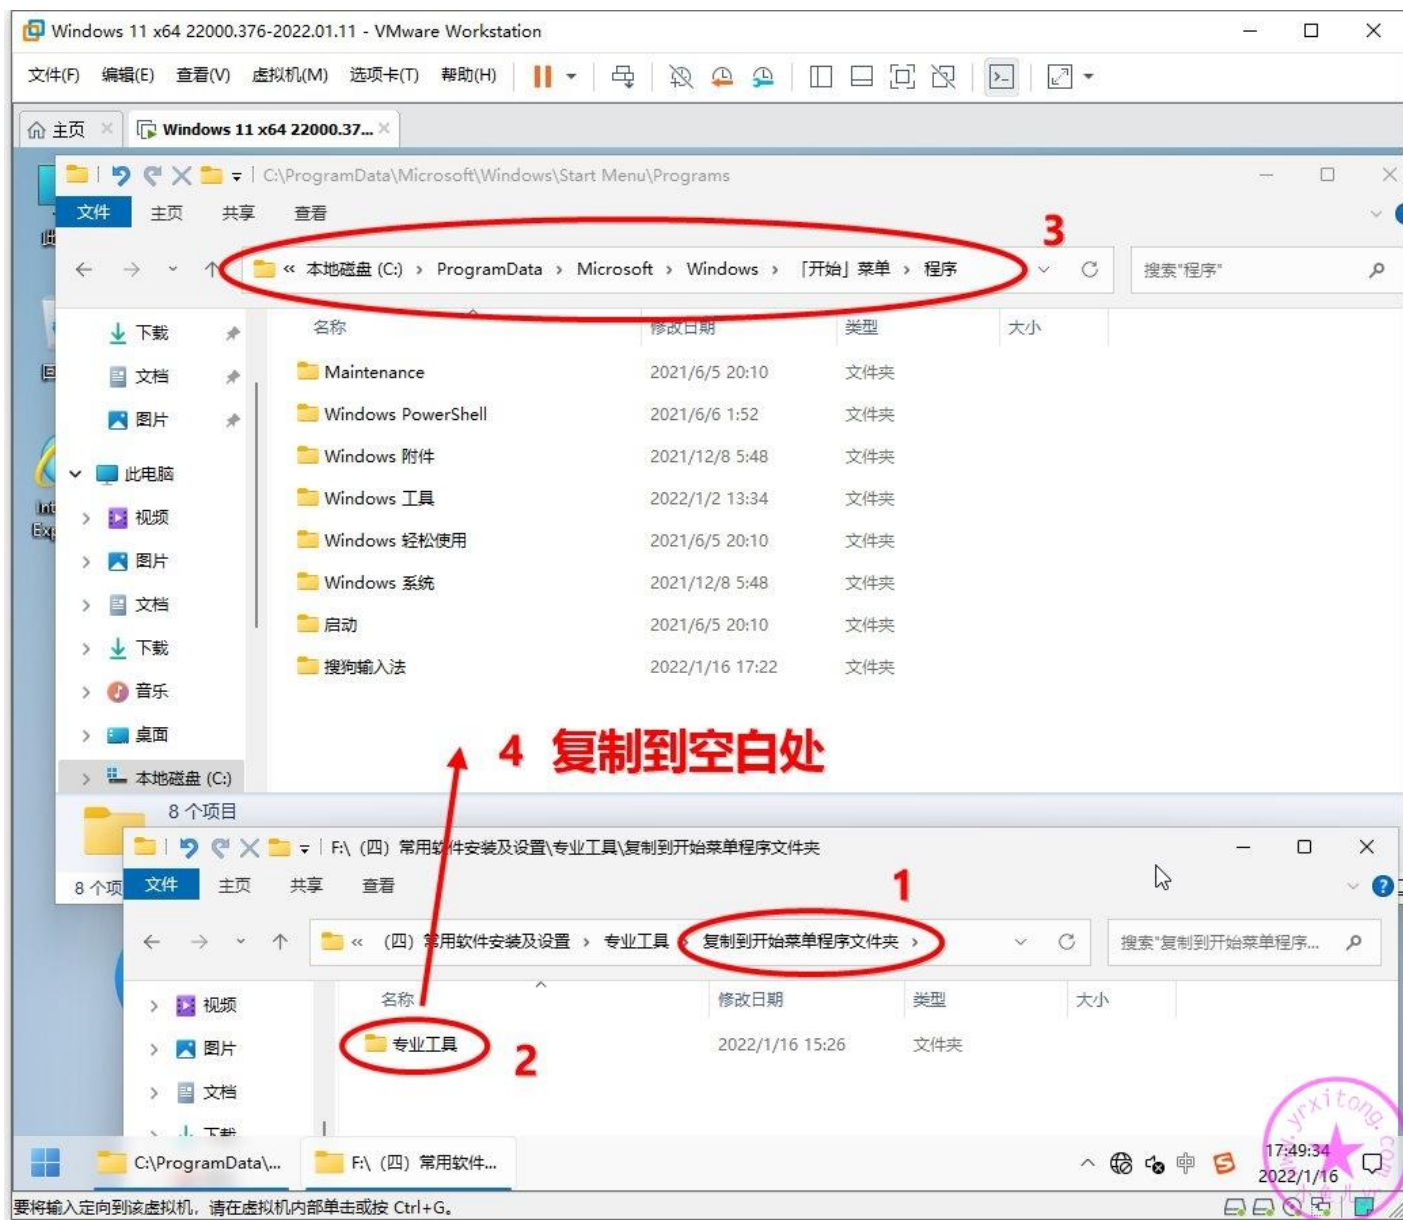 Windows 11 x64 22000.376-2022.01.11 - VMware Workstation
文件(F) 编辑(E) 查看(V) 虚拟机(M) 选项卡(T) 帮助(H)
主页 Windows 11 x64 22000.37...
C:\ProgramData\Microsoft\Windows\Start Menu\Programs
文件 主页 共享 查看
3
« 本地磁盘 (C:) › ProgramData › Microsoft › Windows › 「开始」菜单 › 程序
搜索"程序"
名称 修改日期 类型 大小
下载
文档
图片
此电脑
视频
图片
文档
下载
音乐
桌面
本地磁盘 (C:)
Maintenance 2021/6/5 20:10 文件夹
Windows PowerShell 2021/6/6 1:52 文件夹
Windows 附件 2021/12/8 5:48 文件夹
Windows 工具 2022/1/2 13:34 文件夹
Windows 轻松使用 2021/6/5 20:10 文件夹
Windows 系统 2021/12/8 5:48 文件夹
启动 2021/6/5 20:10 文件夹
搜狗输入法 2022/1/16 17:22 文件夹
4 复制到空白处
8 个项目
8 个项
F:\ (四) 常用软件安装及设置\专业工具\复制到开始菜单程序文件夹
文件 主页 共享 查看
1
« (四) 常用软件安装及设置 › 专业工具 › 复制到开始菜单程序文件夹 ›
搜索"复制到开始菜单程序...
名称 修改日期 类型 大小
视频
图片
文档
下载
专业工具 2022/1/16 15:26 文件夹
2
C:\ProgramData\... F:\ (四) 常用软件...
中
17:49:34
2022/1/16
www.yrxitong.com
要将输入定向到该虚拟机，请在虚拟机内部单击或按 Ctrl+G。